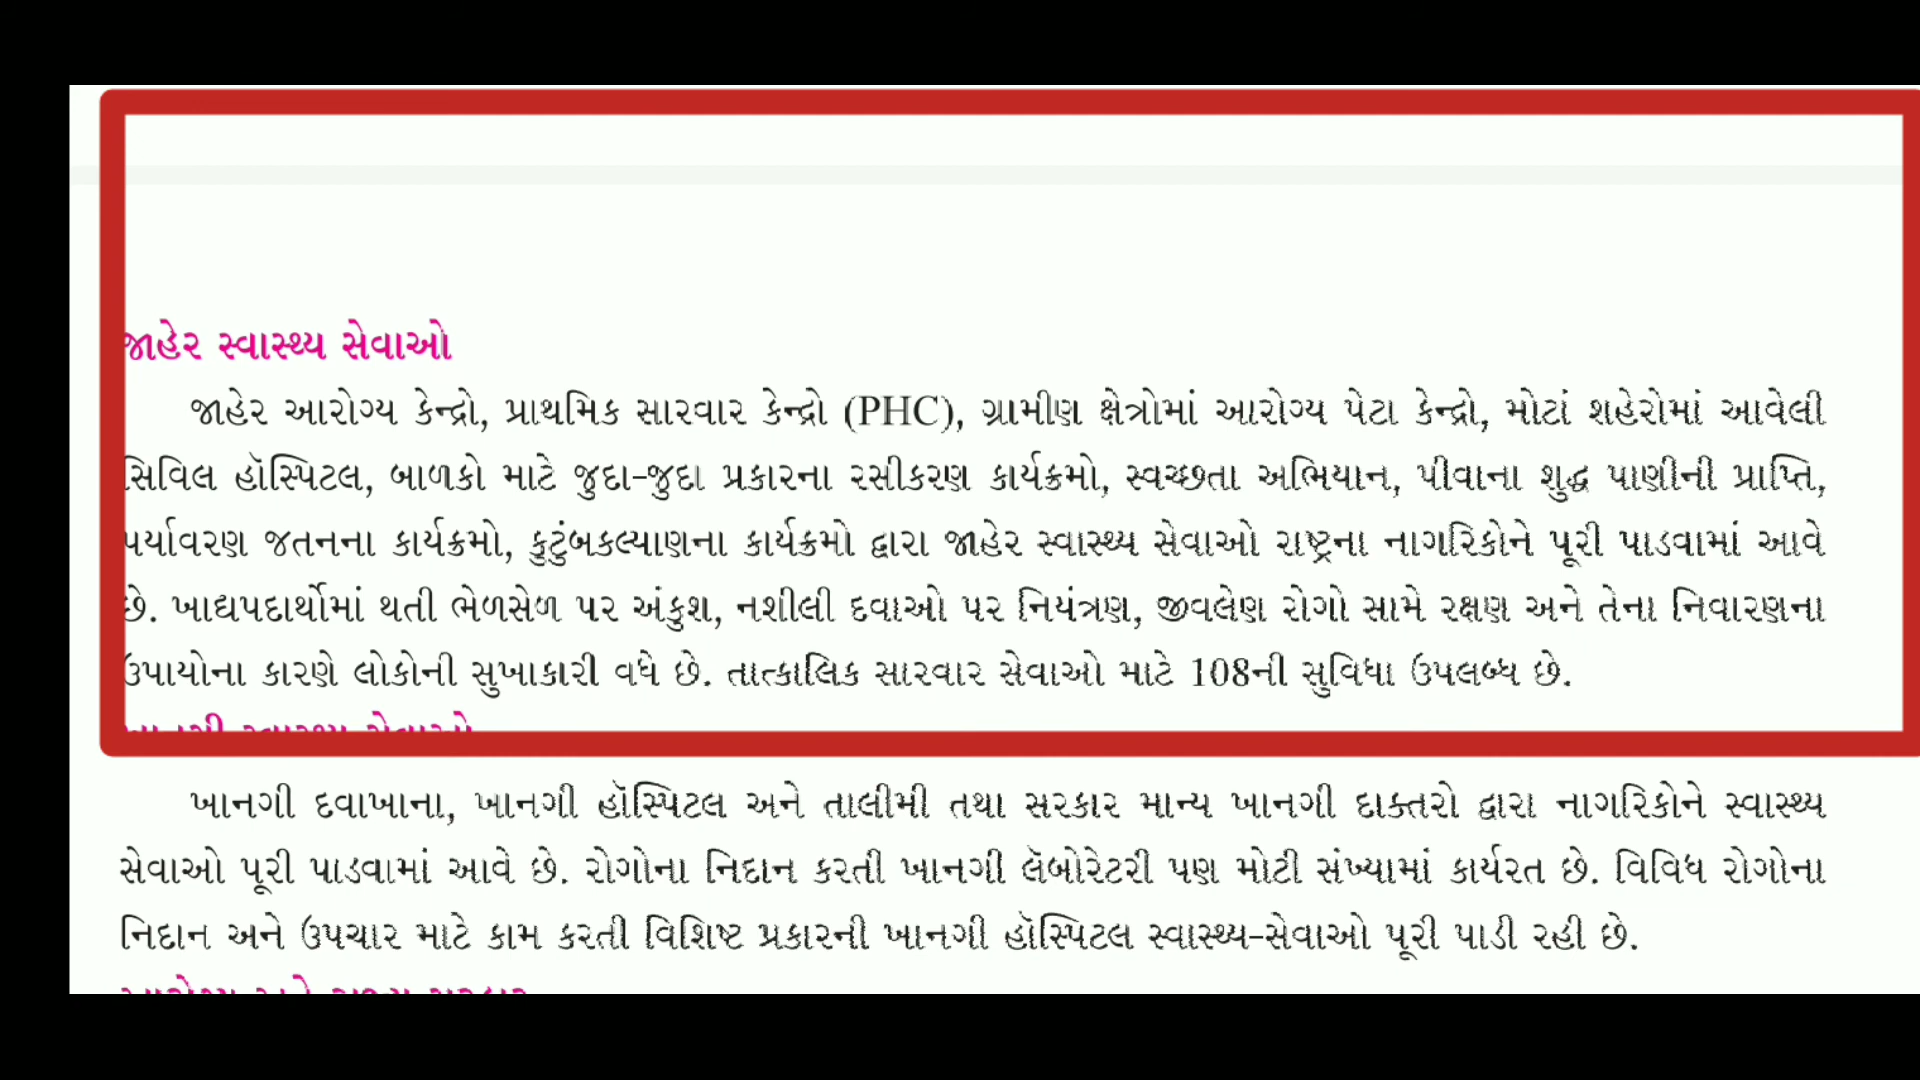 જાહેર સ્વાસ્થ્ય સેવાઓ
જાહેર આરોગ્ય કેન્દ્રો, પ્રાથમિક સારવાર કેન્દ્રો (PHC), ગ્રામીણ ક્ષેત્રોમાં આરોગ્ય પેટા કેન્દ્રો, મોટાં શહેરોમાં આવેલી
સિવિલ હૉસ્પિટલ, બાળકો માટે જુદા-જુદા પ્રકારના રસીકરણ કાર્યક્રમો, સ્વચ્છતા અભિયાન, પીવાના શુદ્ધ પાણીની પ્રાપ્તિ,
પર્યાવરણ જતનના કાર્યક્રમો, કુટુંબકલ્યાણના કાર્યક્રમો દ્વારા જાહેર સ્વાસ્થ્ય સેવાઓ રાષ્ટ્રના નાગરિકોને પૂરી પાડવામાં આવે
છે. ખાદ્યપદાર્થોમાં થતી ભેળસેળ પર અંકુશ, નશીલી દવાઓ પર નિયંત્રણ, જીવલેણ રોગો સામે રક્ષણ અને તેના નિવારણના
ઉપાયોના કારણે લોકોની સુખાકારી વધે છે. તાત્કાલિક સારવાર સેવાઓ માટે 108ની સુવિધા ઉપલબ્ધ છે.
ખાનગી સ્વાસ્થ્ય સેવાઓ
ખાનગી દવાખાના, ખાનગી હૉસ્પિટલ અને તાલીમી તથા સરકાર માન્ય ખાનગી દાક્તરો દ્વારા નાગરિકોને સ્વાસ્થ્ય
સેવાઓ પૂરી પાડવામાં આવે છે. રોગોના નિદાન કરતી ખાનગી લૅબોરેટરી પણ મોટી સંખ્યામાં કાર્યરત છે. વિવિધ રોગોના
નિદાન અને ઉપચાર માટે કામ કરતી વિશિષ્ટ પ્રકારની ખાનગી હૉસ્પિટલ સ્વાસ્થ્ય-સેવાઓ પૂરી પાડી રહી છે.